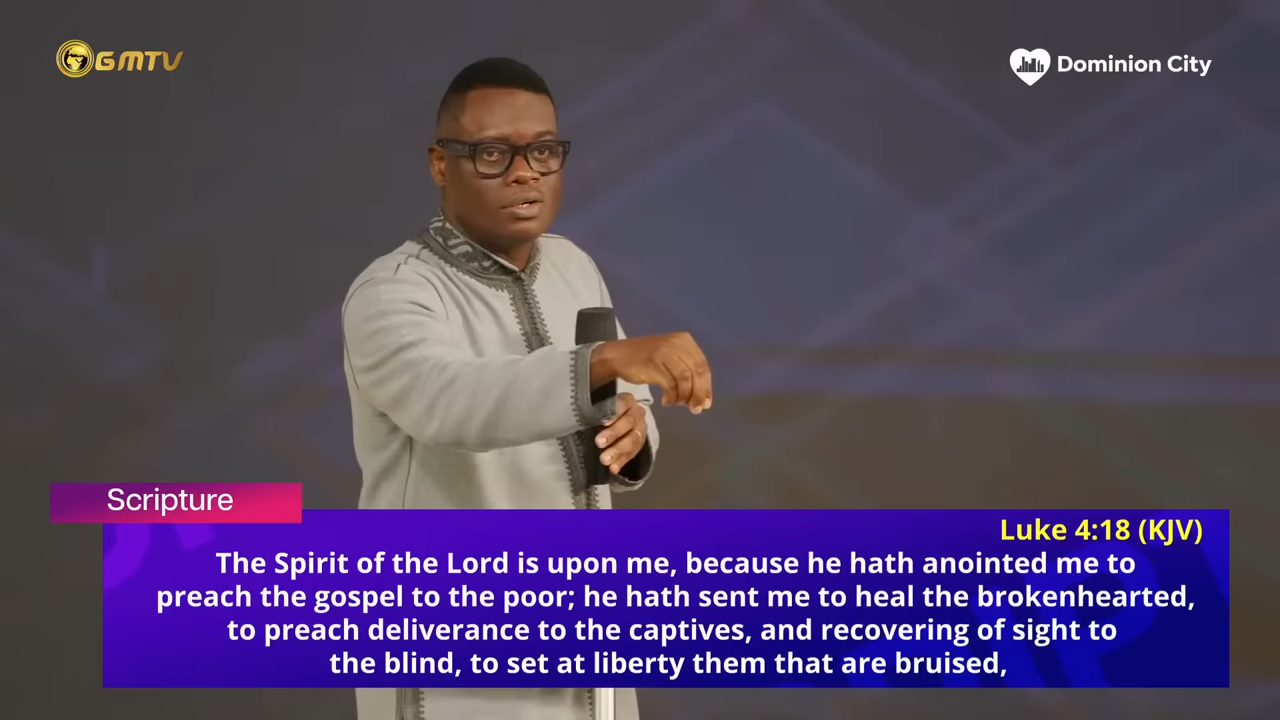 GMTV
Dominion City
Scripture
Luke 4:18 (KJV)
The Spirit of the Lord is upon me, because he hath anointed me to
preach the gospel to the poor; he hath sent me to heal the brokenhearted,
to preach deliverance to the captives, and recovering of sight to
the blind, to set at liberty them that are bruised,